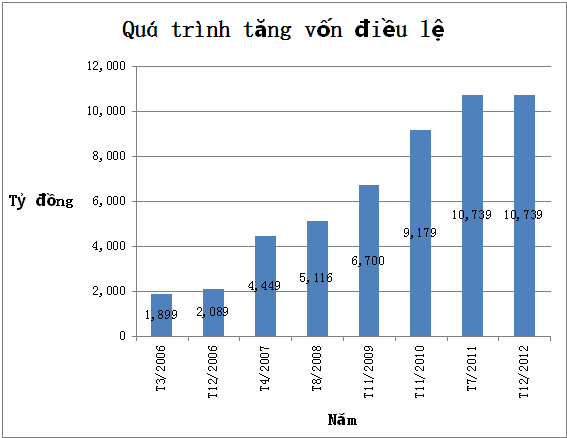 Quá trình tăng vốn điều lệ
12,000
10,000
8,000
6,000
4,000
2,000
0
Tỷ đồng
1,899
2,089
4,449
5,116
6,700
9,179
10,739
10,739
T3/2006
T12/2006
T4/2007
T8/2008
T11/2009
T11/2010
T7/2011
T12/2012
Năm